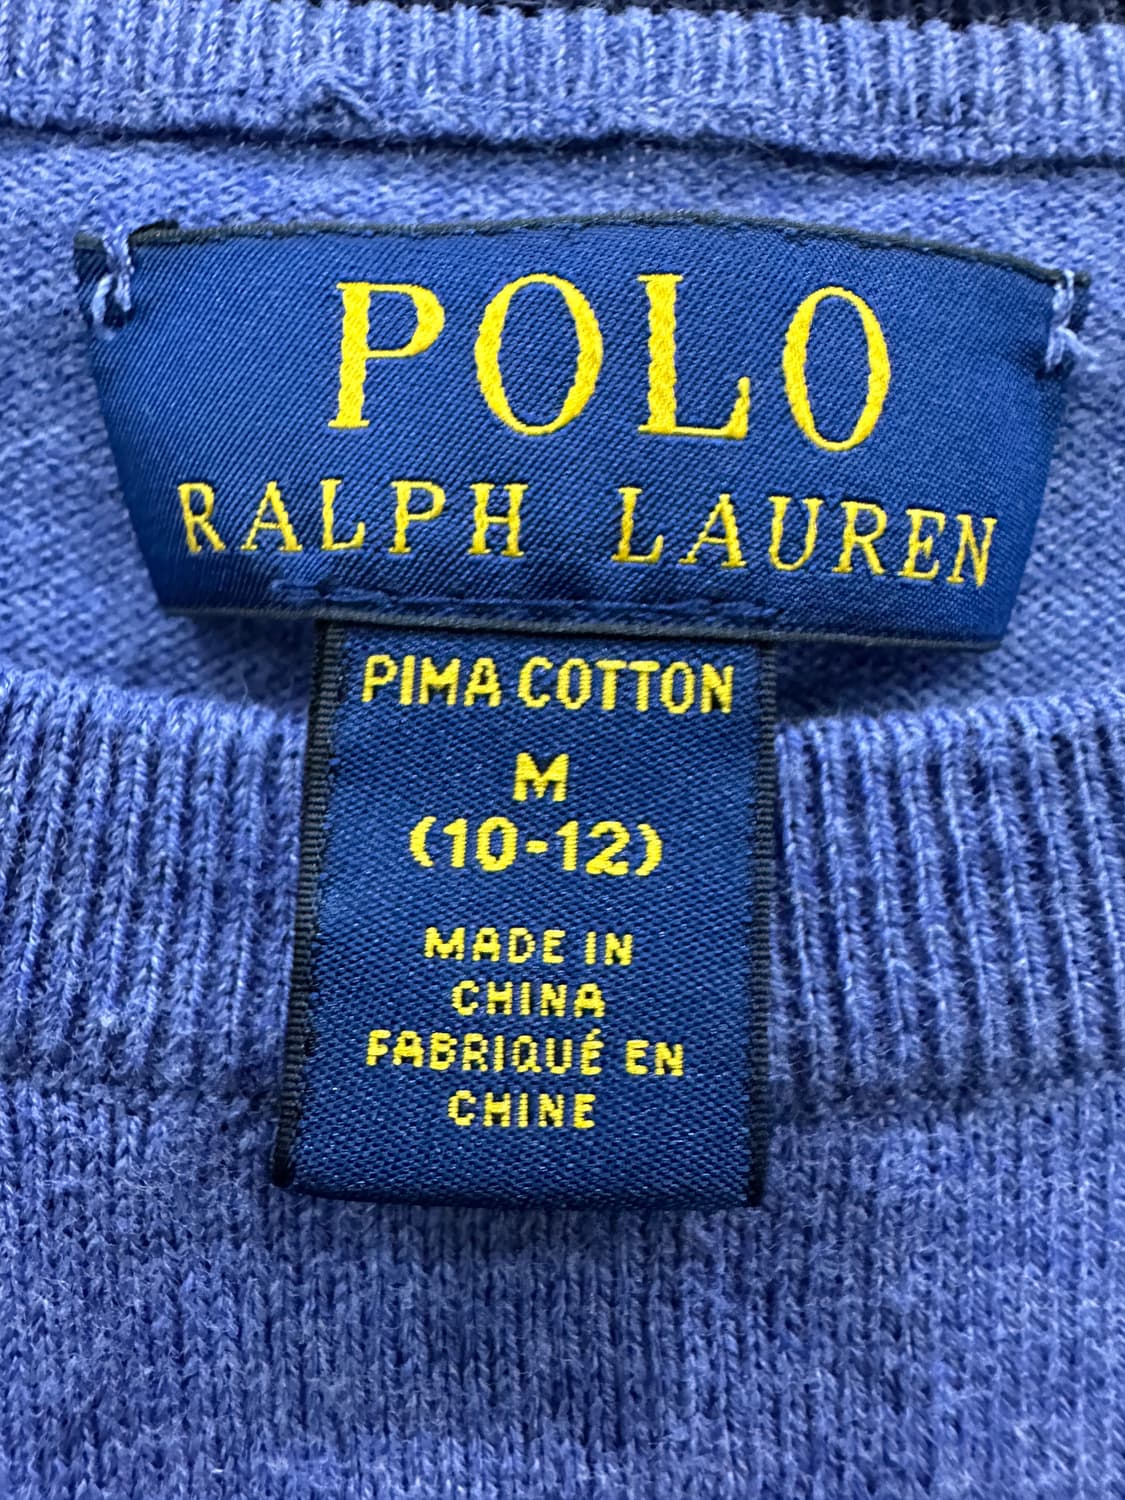 POLO
RALPH LAUREN
PIMA COTTON
M
(10-12)
MADE IN
CHINA
FABRIQUÉ EN
CHINE